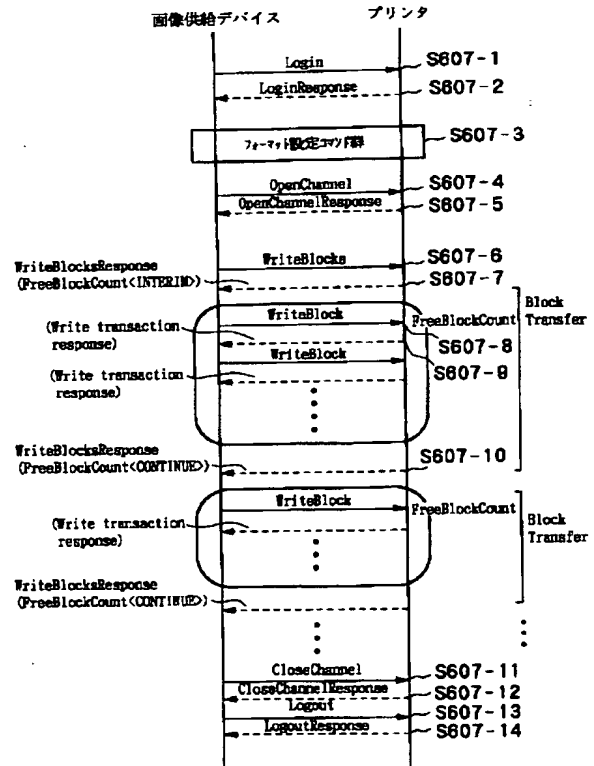 画像供給デバイス プリンタ
Login S607-1
LoginResponse S607-2
フォーマット設定コマンド群 S607-3
OpenChannel S607-4
OpenChannelResponse S607-5
WriteBlocks S607-6
WriteBlocksResponse
(FreeBlockCount<INTERIM>) S607-7
Block
Transfer
WriteBlock FreeBlockCount
(Write transaction
response) S607-8
WriteBlock S607-9
(Write transaction
response)
WriteBlocksResponse
(FreeBlockCount<CONTINUE>) S607-10
WriteBlock FreeBlockCount
(Write transaction
response)
Block
Transfer
WriteBlocksResponse
(FreeBlockCount<CONTINUE>)
CloseChannel S607-11
CloseChannelResponse S607-12
Logout S607-13
LogoutResponse S607-14